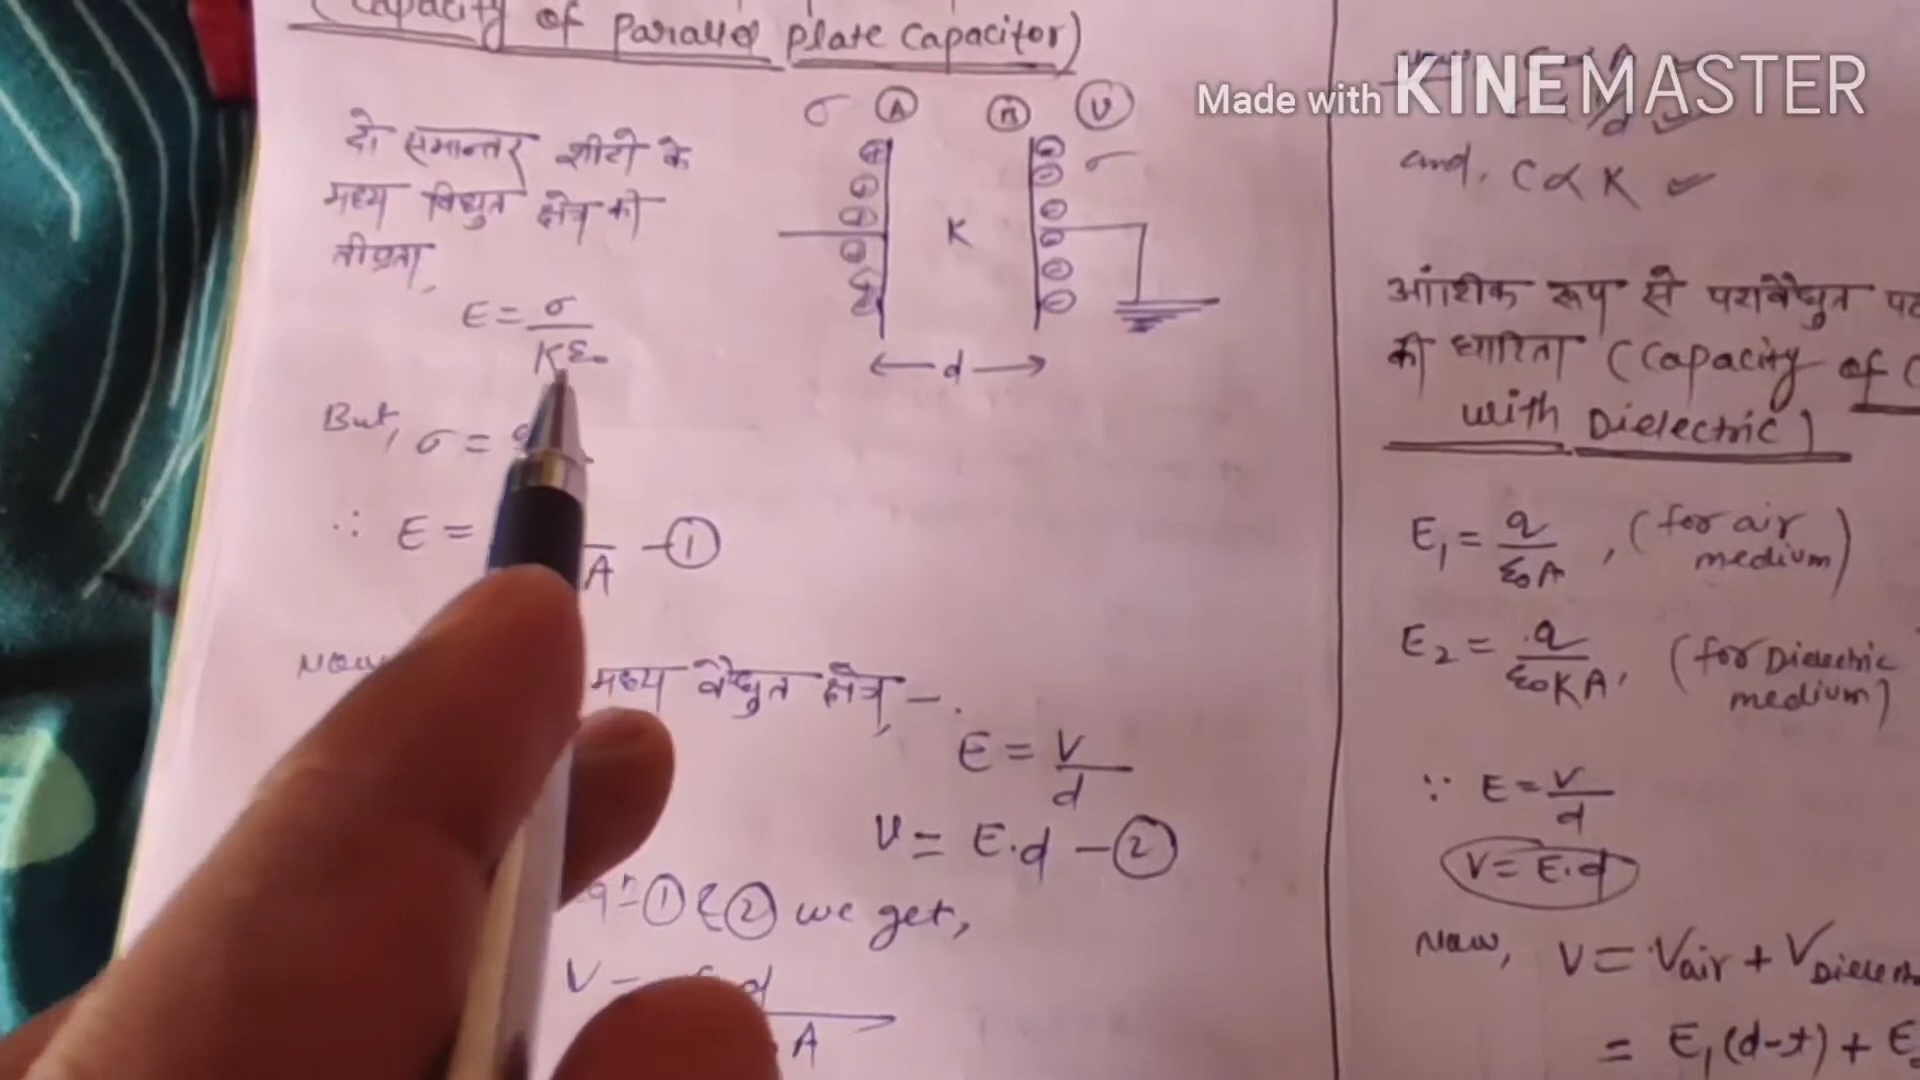 (Capacity of Parallel plate Capacitor)
σ A B V
दो समान्तर शीटो के
मध्य विद्युत क्षेत्र की
तीव्रता,
K
σ
E = σ / Kε₀
d
But, σ =
∴ E = A - ①
Now मध्य वैद्युत क्षेत्र -
E = V / d
V = E.d - ②
① & ② we get,
V = d
A
Made with KINEMASTER
d
and, C ∝ K
आंशिक रूप से परावैद्युत
की धारिता (Capacity of
with Dielectric)
E₁ = q / ε₀A , (for air medium)
E₂ = q / ε₀KA , (for Dielectric medium)
∵ E = V / d
V = E.d
Now, V = Vair + V
= E₁(d-t) +